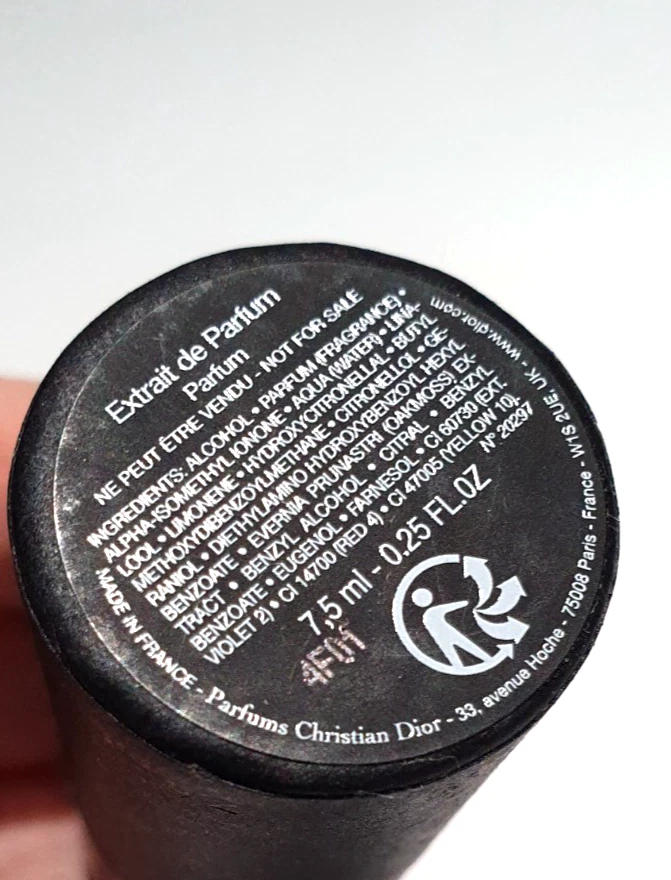 Extrait de Parfum
Parfum
NE PEUT ÊTRE VENDU - NOT FOR SALE
INGREDIENTS: ALCOHOL • PARFUM (FRAGRANCE) •
ALPHA-ISOMETHYL IONONE • AQUA (WATER) • LINA-
LOOL • LIMONENE • HYDROXYCITRONELLAL • BUTYL
METHOXYDIBENZOYLMETHANE • CITRONELLOL • GE-
RANIOL • DIETHYLAMINO HYDROXYBENZOYL HEXYL
BENZOATE • EVERNIA PRUNASTRI (OAKMOSS) EX-
TRACT • BENZYL ALCOHOL • CITRAL • BENZYL
BENZOATE • EUGENOL • FARNESOL • CI 60730 (EXT.
VIOLET 2) • CI 14700 (RED 4) • CI 47005 (YELLOW 10).
N° 20297
7,5 ml - 0.25 FL.OZ
4F01
MADE IN FRANCE - Parfums Christian Dior - 33, avenue Hoche - 75008 Paris - France - W1S 2UE, UK - www.dior.com